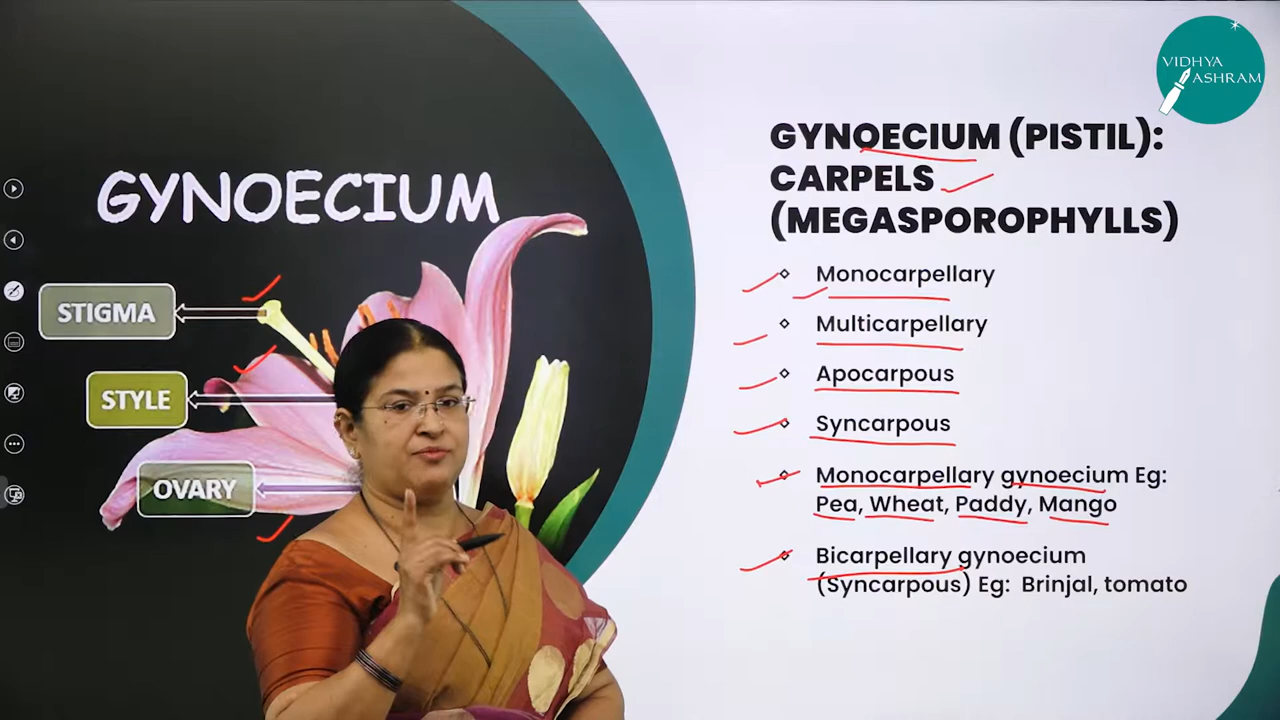 VIDHYA
ASHRAM
GYNOECIUM
STIGMA
STYLE
OVARY
GYNOECIUM (PISTIL):
CARPELS
(MEGASPOROPHYLLS)
Monocarpellary
Multicarpellary
Apocarpous
Syncarpous
Monocarpellary gynoecium Eg:
Pea, Wheat, Paddy, Mango
Bicarpellary gynoecium
(Syncarpous) Eg: Brinjal, tomato